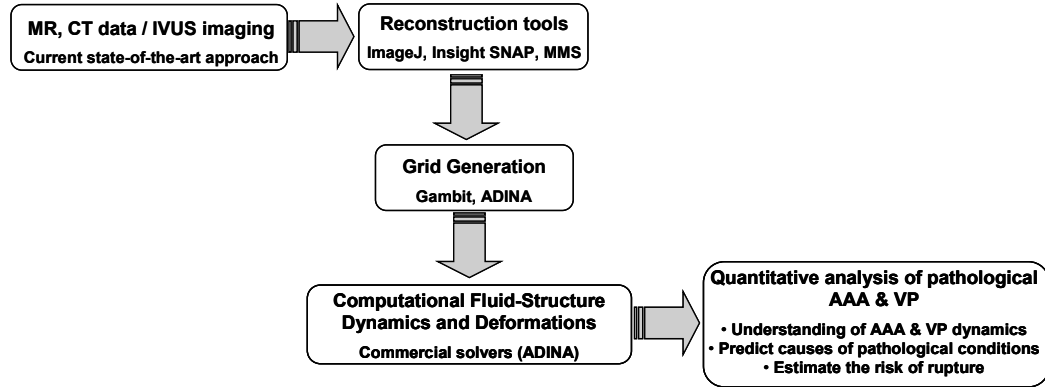 MR, CT data / IVUS imaging
Current state-of-the-art approach
Reconstruction tools
ImageJ, Insight SNAP, MMS
Grid Generation
Gambit, ADINA
Computational Fluid-Structure
Dynamics and Deformations
Commercial solvers (ADINA)
Quantitative analysis of pathological
AAA & VP
• Understanding of AAA & VP dynamics
• Predict causes of pathological conditions
• Estimate the risk of rupture